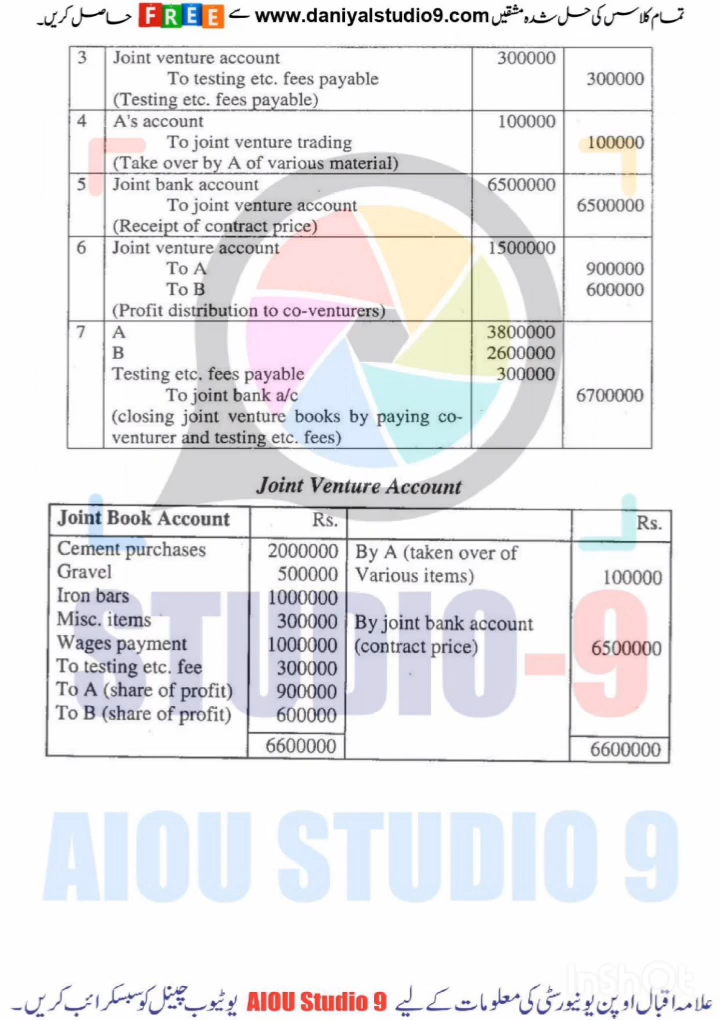 تمام کلاسس کی حل شدہ مشقیں www.daniyalstudio9.com سے FREE حاصل کریں۔
3 Joint venture account 300000
To testing etc. fees payable 300000
(Testing etc. fees payable)
4 A's account 100000
To joint venture trading 100000
(Take over by A of various material)
5 Joint bank account 6500000
To joint venture account 6500000
(Receipt of contract price)
6 Joint venture account 1500000
To A 900000
To B 600000
(Profit distribution to co-venturers)
7 A 3800000
B 2600000
Testing etc. fees payable 300000
To joint bank a/c 6700000
(closing joint venture books by paying co-
venturer and testing etc. fees)
Joint Venture Account
Joint Book Account Rs. Rs.
Cement purchases 2000000 By A (taken over of
Gravel 500000 Various items) 100000
Iron bars 1000000
Misc. items 300000 By joint bank account
Wages payment 1000000 (contract price) 6500000
To testing etc. fee 300000
To A (share of profit) 900000
To B (share of profit) 600000
6600000 6600000
STUDIO-9
AIOU STUDIO 9
InShOt
علامہ اقبال اوپن یونیورسٹی کی معلومات کے لیے AIOU Studio 9 یوٹیوب چینل کو سبسکرائب کریں۔